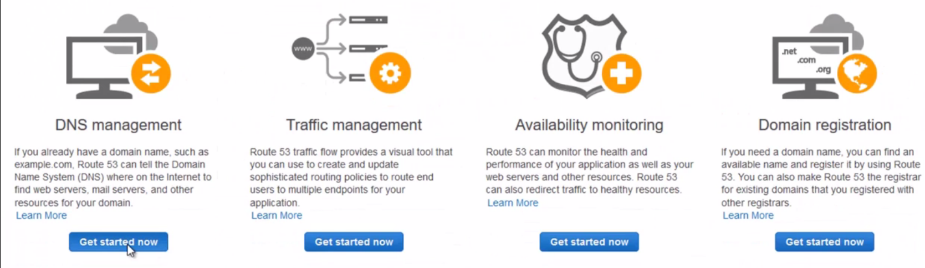 www
.net
.com
.org
DNS management
If you already have a domain name, such as
example.com, Route 53 can tell the Domain
Name System (DNS) where on the Internet to
find web servers, mail servers, and other
resources for your domain.
Learn More
Get started now
Traffic management
Route 53 traffic flow provides a visual tool that
you can use to create and update
sophisticated routing policies to route end
users to multiple endpoints for your
application.
Learn More
Get started now
Availability monitoring
Route 53 can monitor the health and
performance of your application as well as your
web servers and other resources. Route 53
can also redirect traffic to healthy resources.
Learn More
Get started now
Domain registration
If you need a domain name, you can find an
available name and register it by using Route
53. You can also make Route 53 the registrar
for existing domains that you registered with
other registrars.
Learn More
Get started now